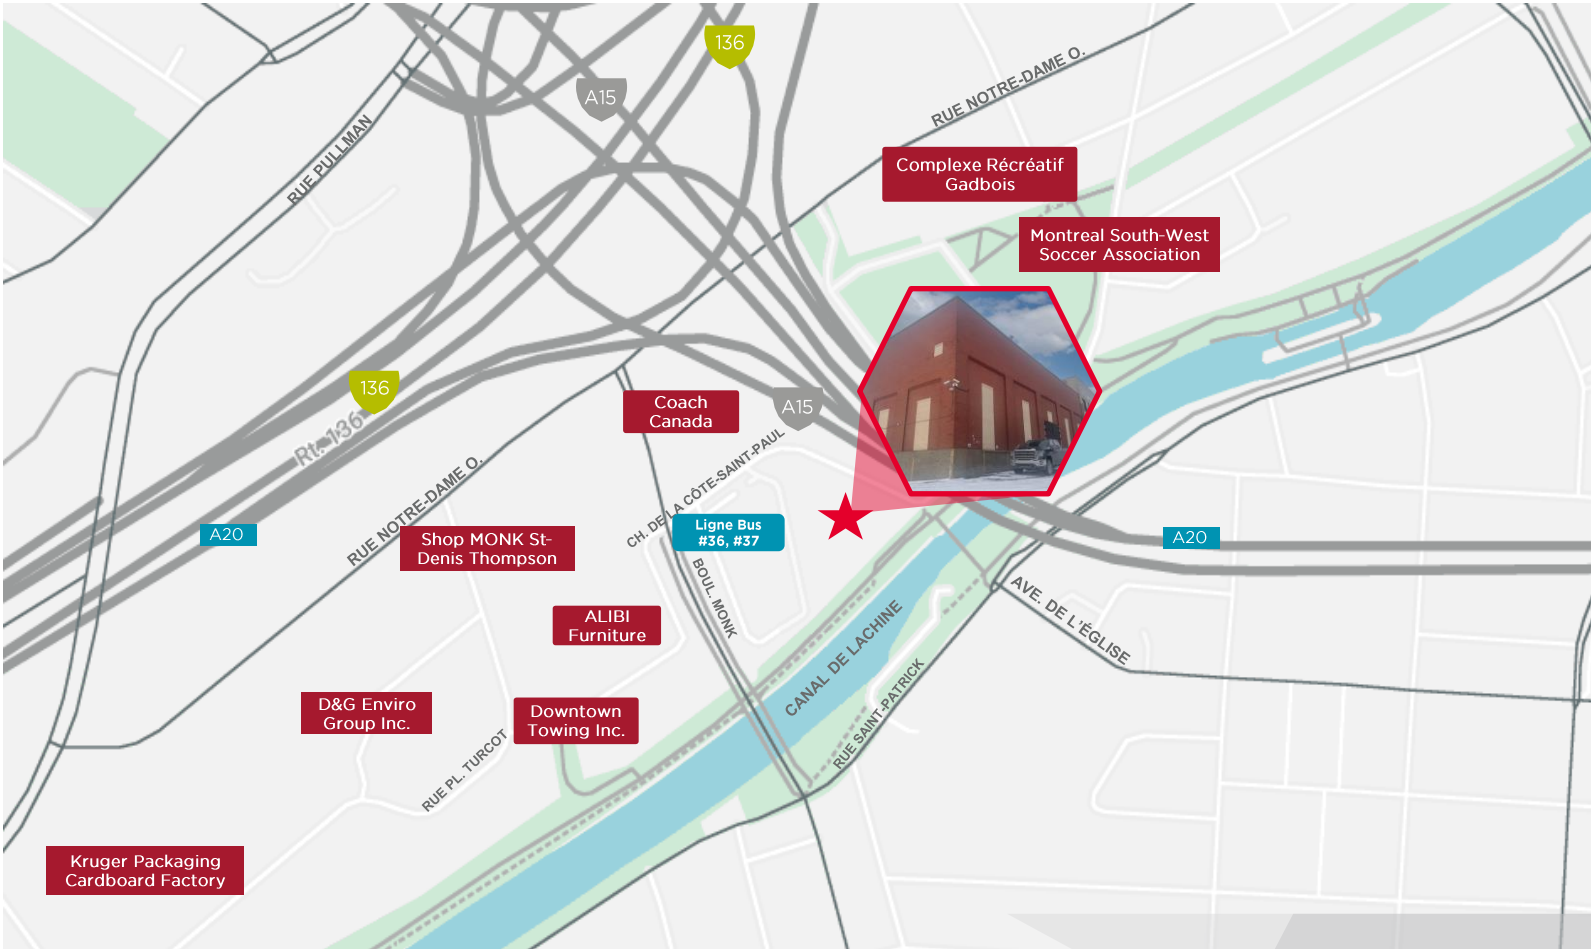 136
A15
RUE NOTRE-DAME O.
RUE PULLMAN
Complexe Récréatif
Gadbois
Montreal South-West
Soccer Association
136
Rt. 136
A15
Coach
Canada
CH. DE LA CÔTE-SAINT-PAUL
RUE NOTRE-DAME O.
A20
Ligne Bus
#36, #37
A20
Shop MONK St-
Denis Thompson
BOUL. MONK
AVE. DE L'ÉGLISE
ALIBI
Furniture
CANAL DE LACHINE
RUE SAINT-PATRICK
D&G Enviro
Group Inc.
Downtown
Towing Inc.
RUE PL. TURCOT
Kruger Packaging
Cardboard Factory